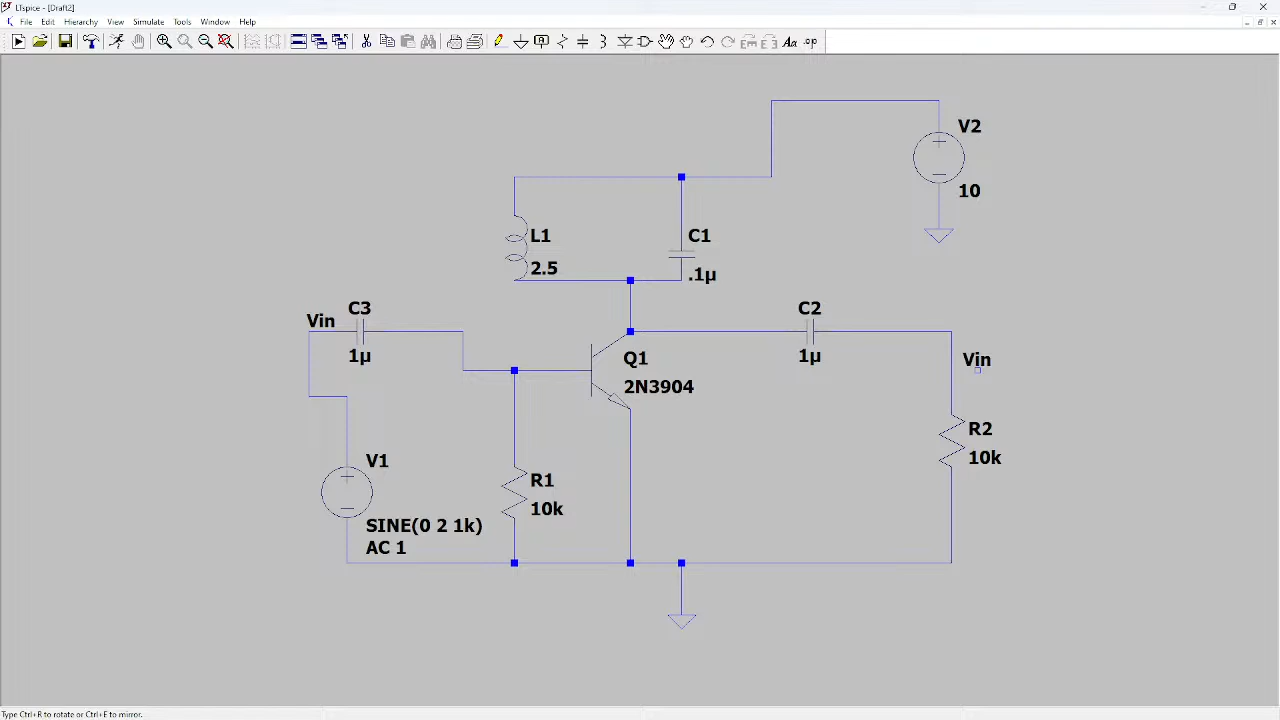 LTspice - [Draft2]
File Edit Hierarchy View Simulate Tools Window Help
Aa .op
V2
10
L1
2.5
C1
.1µ
Vin
C3
1µ
C2
1µ
Q1
2N3904
Vin
R2
10k
V1
SINE(0 2 1k)
AC 1
R1
10k
Type Ctrl+R to rotate or Ctrl+E to mirror.